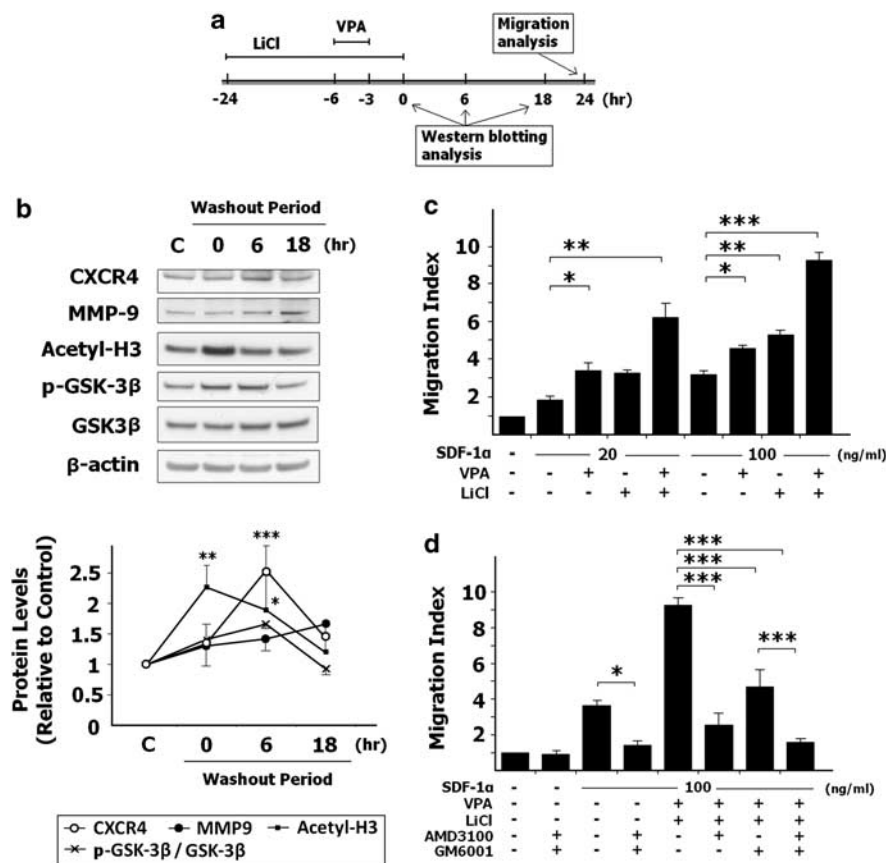 a
VPA
LiCl
Migration analysis
-24 -6 -3 0 6 18 24 (hr)
Western blotting analysis
b
Washout Period
C 0 6 18 (hr)
CXCR4
MMP-9
Acetyl-H3
p-GSK-3β
GSK3β
β-actin
Protein Levels (Relative to Control)
2.5
2
1.5
1
0.5
0
** *** *
C 0 6 18 (hr)
Washout Period
CXCR4 MMP9 Acetyl-H3
p-GSK-3β / GSK-3β
c
Migration Index
10
8
6
4
2
** * *** ** *
SDF-1α - 20 100 (ng/ml)
VPA - - + - + - + - +
LiCl - - - + + - - + +
d
Migration Index
10
8
6
4
2
* *** *** *** ***
SDF-1α - - 100 (ng/ml)
VPA - - - - + + + +
LiCl - - - - + + + +
AMD3100 - + - + - + - +
GM6001 - + - + - - + +